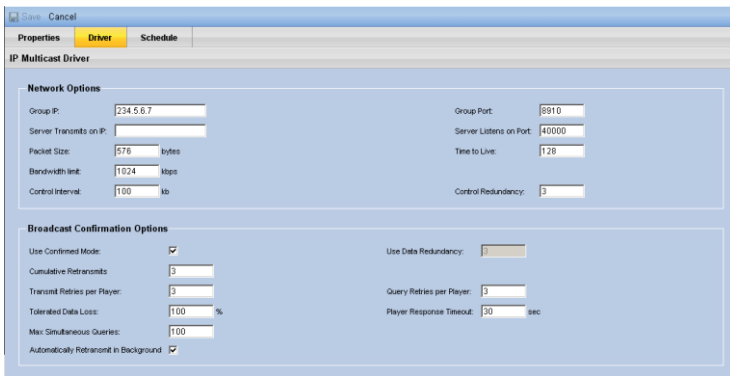 Save Cancel
Properties Driver Schedule
IP Multicast Driver
Network Options
Group IP: 234.5.6.7 Group Port: 8910
Server Transmits on IP: Server Listens on Port: 40000
Packet Size: 576 bytes Time to Live: 128
Bandwidth limit: 1024 kbps
Control Interval: 100 kb Control Redundancy: 3
Broadcast Confirmation Options
Use Confirmed Mode: Use Data Redundancy: 3
Cumulative Retransmits 3
Transmit Retries per Player: 3 Query Retries per Player: 3
Tolerated Data Loss: 100 % Player Response Timeout: 30 sec
Max Simultaneous Queries: 100
Automatically Retransmit in Background